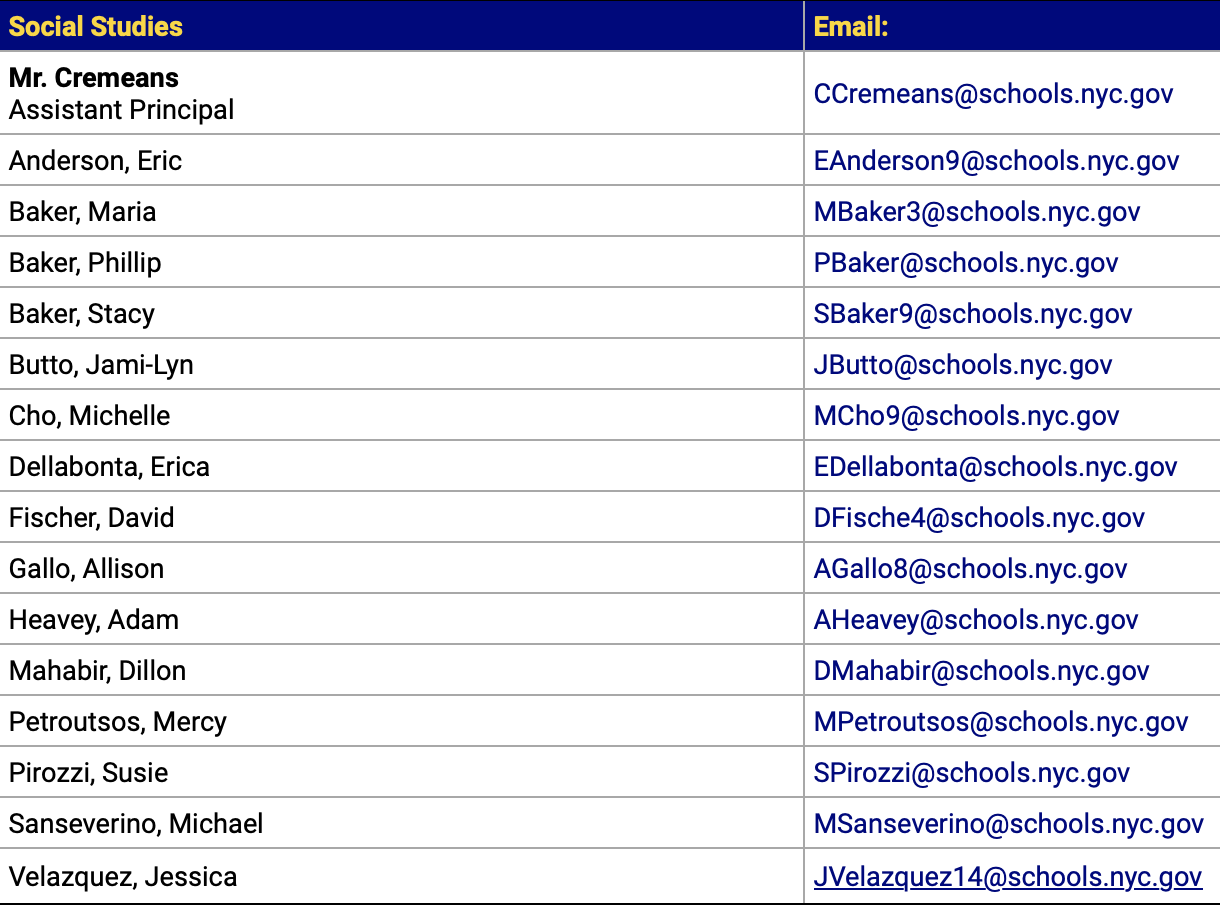 Social Studies Email:
Mr. Cremeans
Assistant Principal
CCremeans@schools.nyc.gov
Anderson, Eric EAnderson9@schools.nyc.gov
Baker, Maria MBaker3@schools.nyc.gov
Baker, Phillip PBaker@schools.nyc.gov
Baker, Stacy SBaker9@schools.nyc.gov
Butto, Jami-Lyn JButto@schools.nyc.gov
Cho, Michelle MCho9@schools.nyc.gov
Dellabonta, Erica EDellabonta@schools.nyc.gov
Fischer, David DFische4@schools.nyc.gov
Gallo, Allison AGallo8@schools.nyc.gov
Heavey, Adam AHeavey@schools.nyc.gov
Mahabir, Dillon DMahabir@schools.nyc.gov
Petroutsos, Mercy MPetroutsos@schools.nyc.gov
Pirozzi, Susie SPirozzi@schools.nyc.gov
Sanseverino, Michael MSanseverino@schools.nyc.gov
Velazquez, Jessica JVelazquez14@schools.nyc.gov